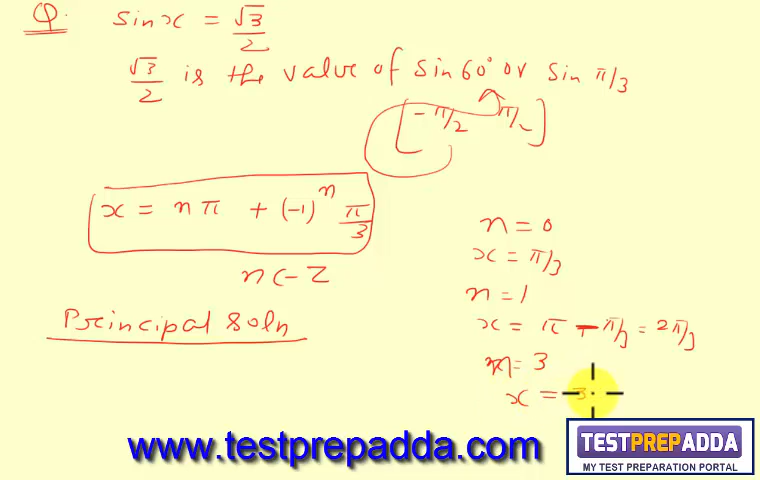 Q. sin x = √3/2
√3/2 is the value of sin 60° or sin π/3
[-π/2 π/2]
x = nπ + (-1)^n π/3
n ∈ Z
Principal Soln
n = 0
x = π/3
n = 1
x = π - π/3 = 2π/3
n = 3
x = 3
www.testprepadda.com
TESTPREPADDA
MY TEST PREPARATION PORTAL